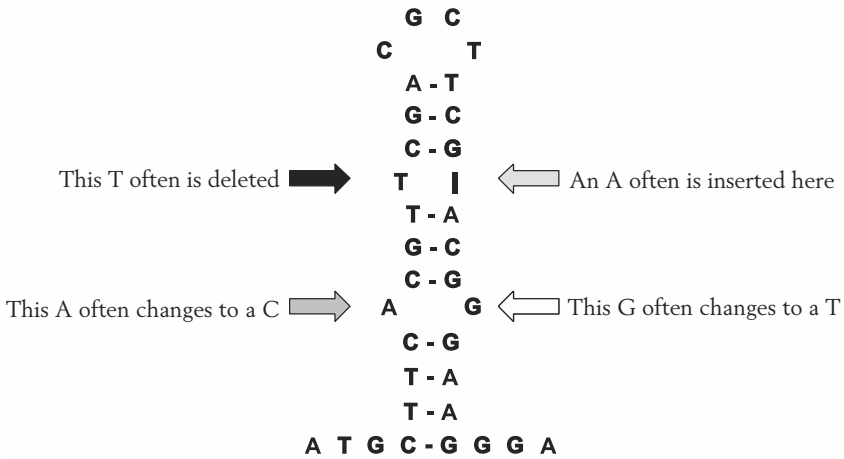 G C
C T
A - T
G - C
C - G
This T often is deleted T I An A often is inserted here
T - A
G - C
C - G
This A often changes to a C A G This G often changes to a T
C - G
T - A
T - A
A T G C - G G G A